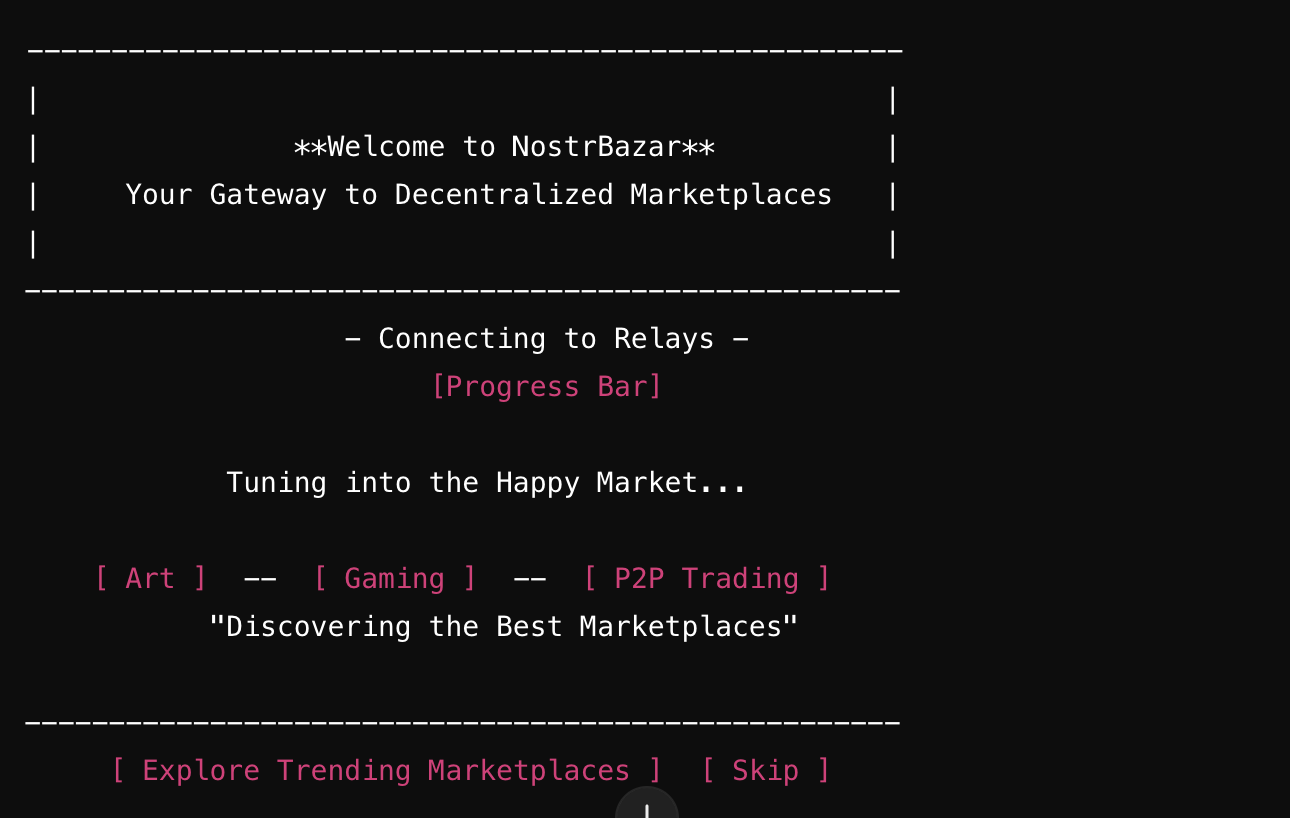 ----------------------------------------------------
|                                                   |
|               **Welcome to NostrBazar**          |
|     Your Gateway to Decentralized Marketplaces   |
|                                                   |
----------------------------------------------------
- Connecting to Relays -
[Progress Bar]
Tuning into the Happy Market...
[ Art ]  --  [ Gaming ]  --  [ P2P Trading ]
"Discovering the Best Marketplaces"
----------------------------------------------------
[ Explore Trending Marketplaces ]  [ Skip ]